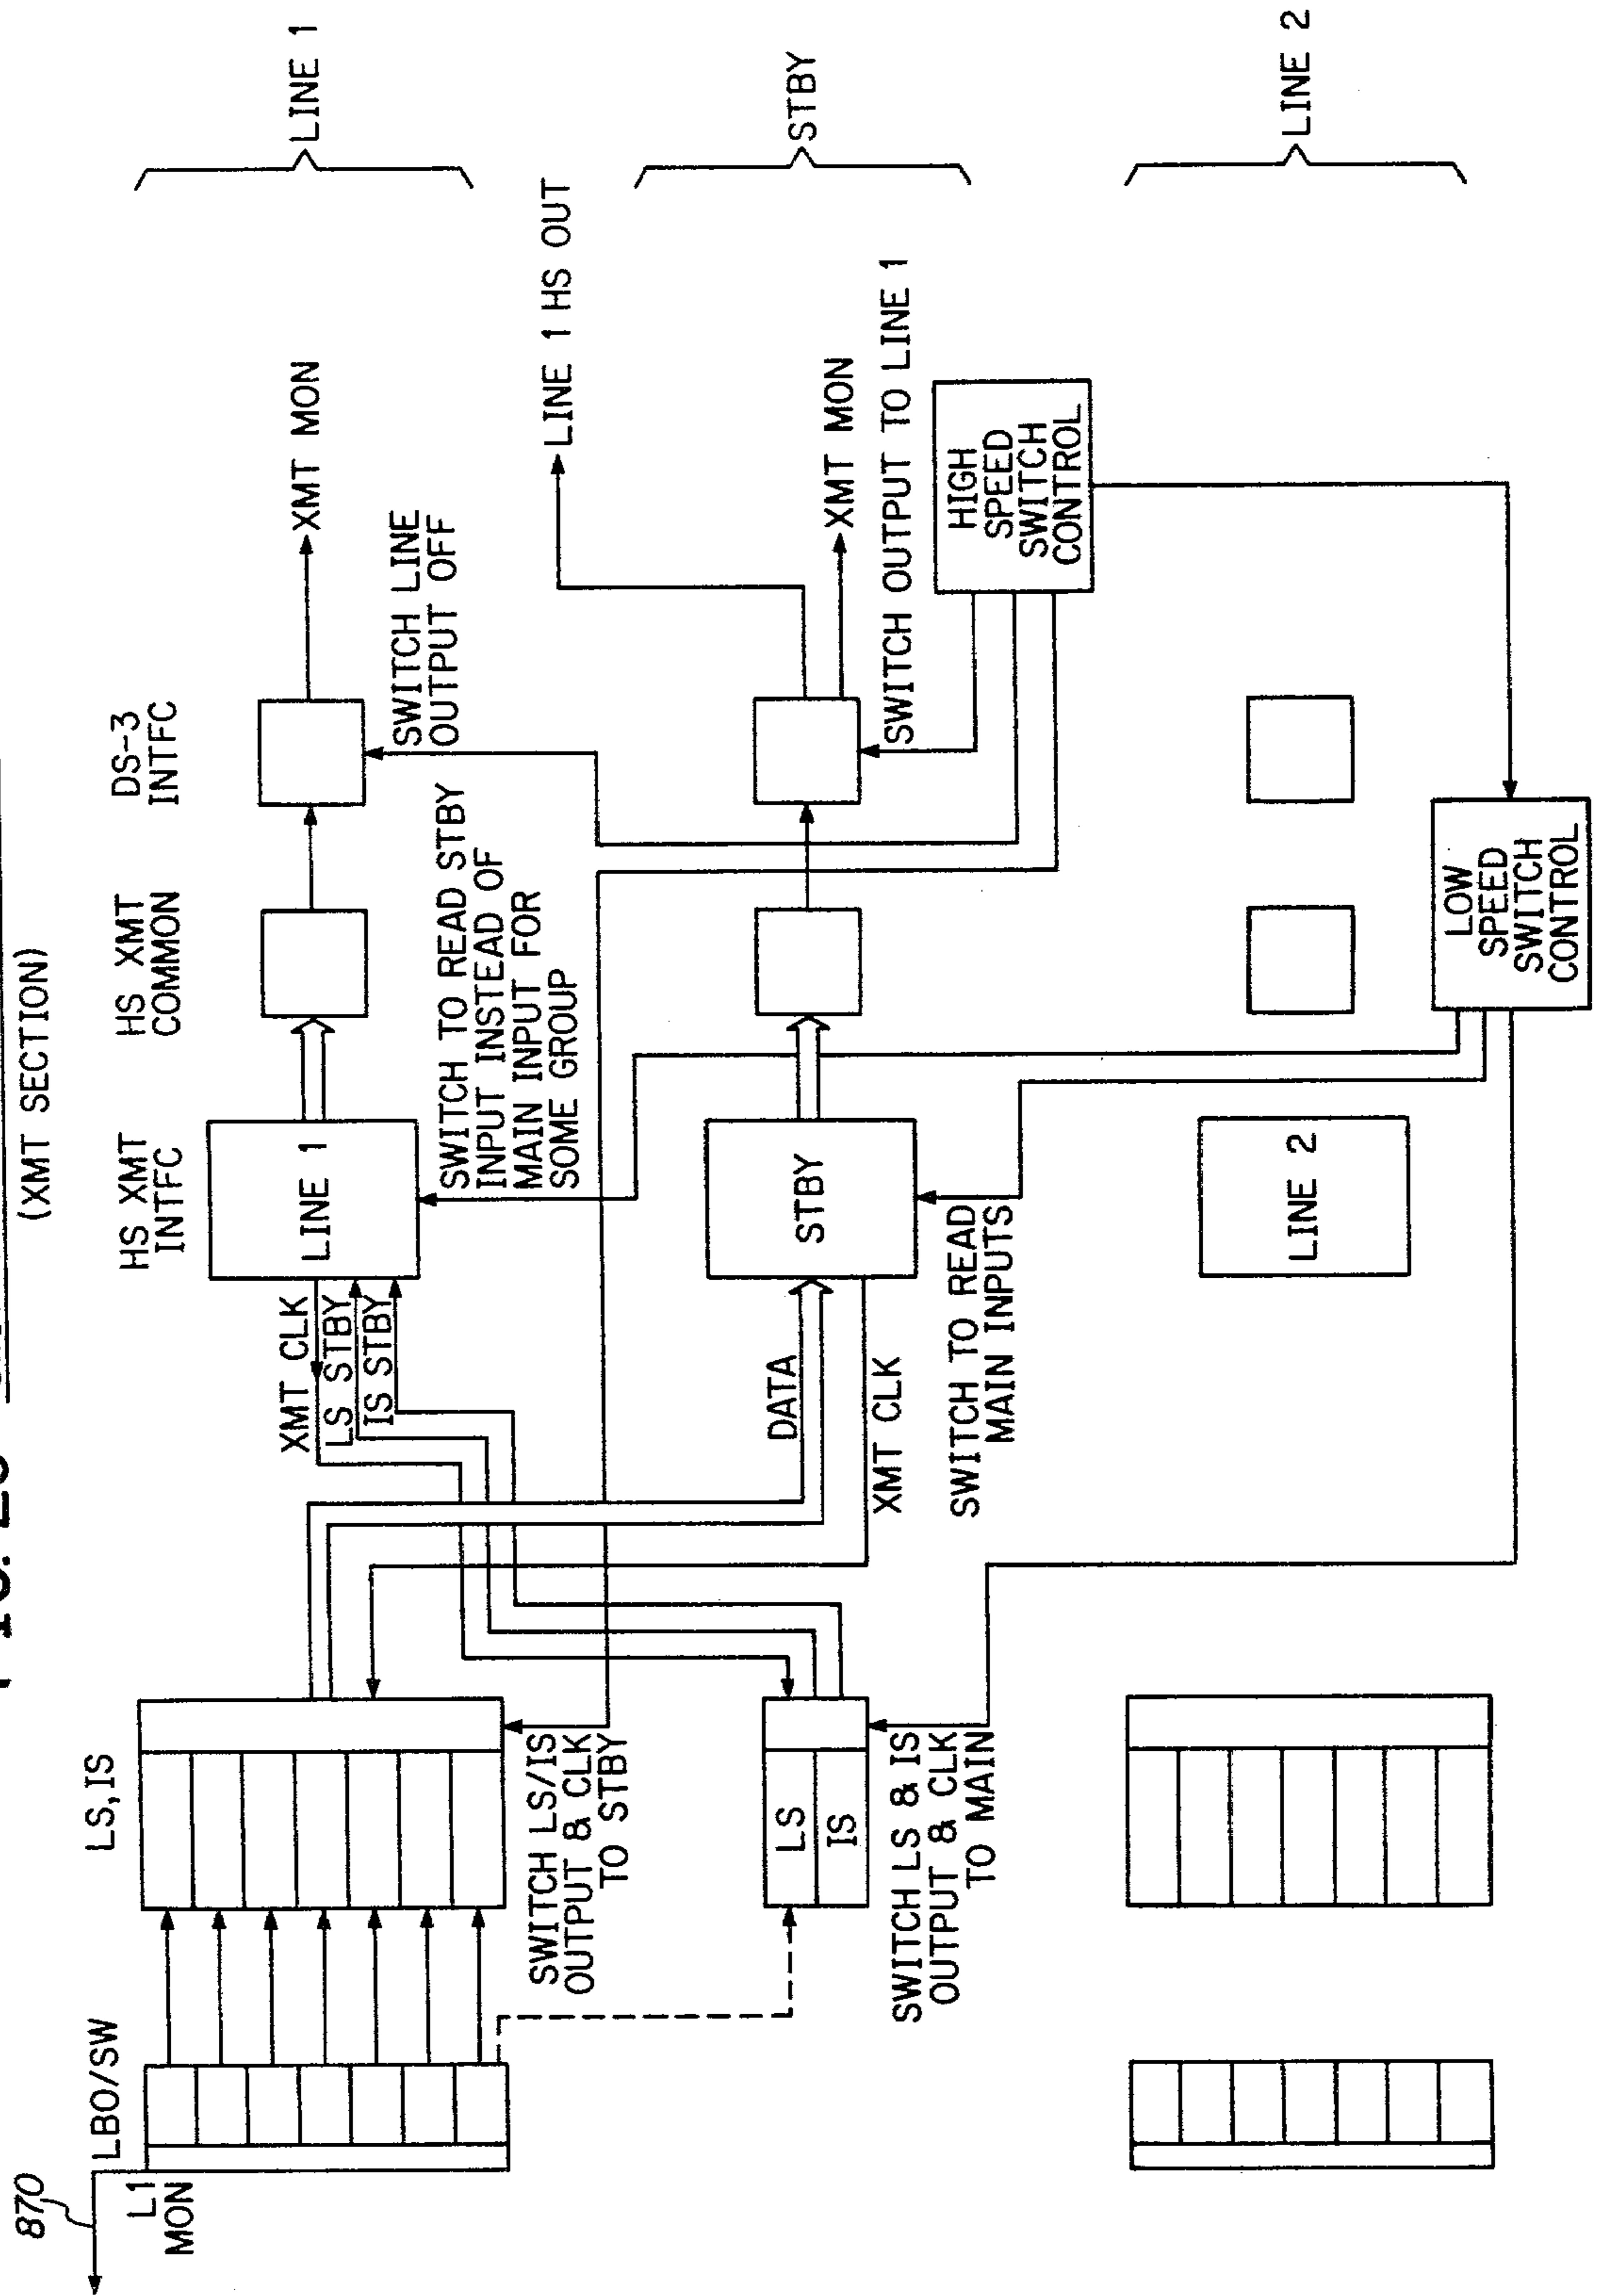 (XMT SECTION)
870
L1
MON
LBO/SW
LS,IS
HS XMT
INTFC
HS XMT
COMMON
DS-3
INTFC
LINE 1
XMT CLK
LS STBY
IS STBY
LINE 1
XMT MON
SWITCH LINE
OUTPUT OFF
SWITCH TO READ STBY
INPUT INSTEAD OF
MAIN INPUT FOR
SOME GROUP
LINE 1 HS OUT
SWITCH LS/IS
OUTPUT & CLK
TO STBY
STBY
LS
IS
DATA
XMT CLK
STBY
XMT MON
SWITCH OUTPUT TO LINE 1
SWITCH LS & IS
OUTPUT & CLK
TO MAIN
SWITCH TO READ
MAIN INPUTS
HIGH
SPEED
SWITCH
CONTROL
LINE 2
LINE 2
LOW
SPEED
SWITCH
CONTROL